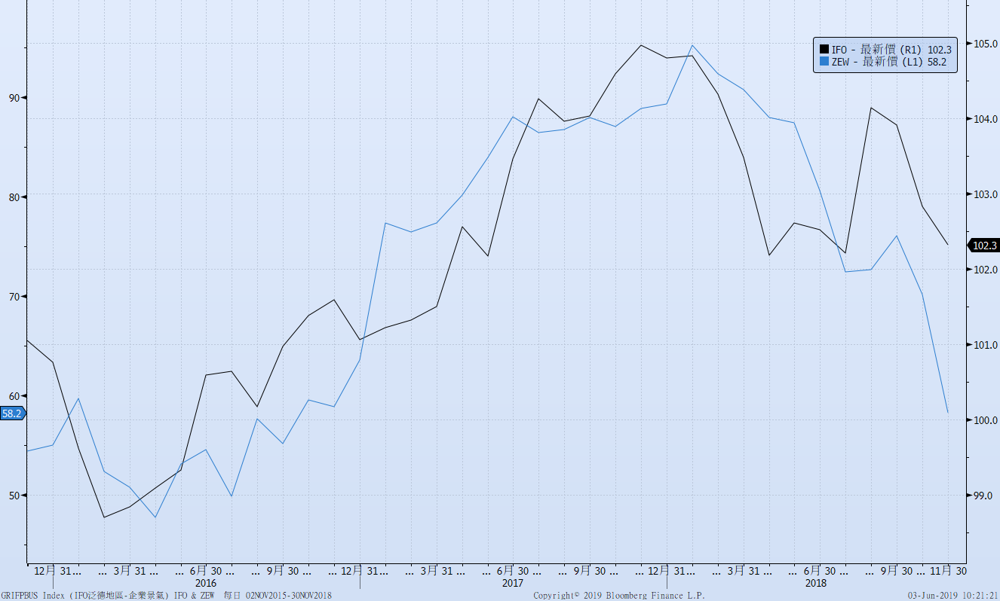 IFO - 最新價 (R1) 102.3
ZEW - 最新價 (L1) 58.2
105.0
104.0
103.0
102.3
102.0
101.0
100.0
99.0
90
80
70
60
58.2
50
12月 31 ... ... 3月 31 ... ... 6月 30 ... 9月 30 ... ... 12月 31 ... ... 3月 31 ... ... 6月 30 ... 9月 30 ... ... 12月 31 ... ... 3月 31 ... ... 6月 30 ... ... 9月 30 ... 11月 30
2016 2017 2018
GRIFPBUS Index (IFO泛德地區-企業景氣) IFO & ZEW 每日 02NOV2015-30NOV2018 Copyright© 2019 Bloomberg Finance L.P. 03-Jun-2019 10:21:21